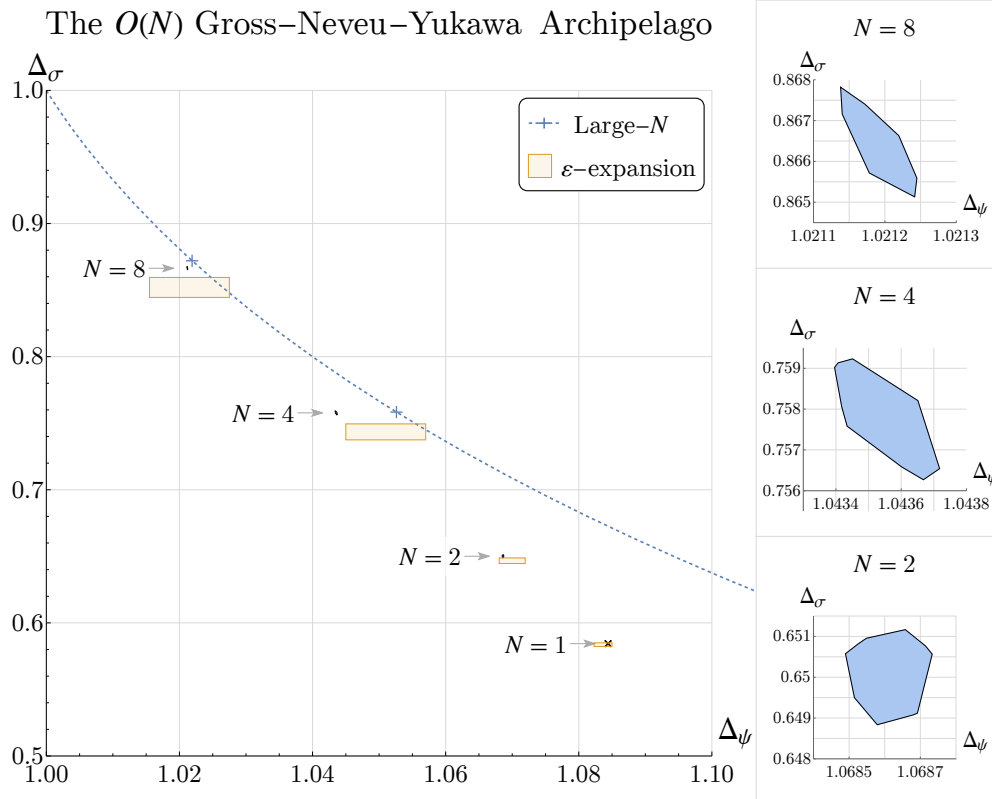 The O(N) Gross–Neveu–Yukawa Archipelago
Δσ
1.0
0.9
0.8
0.7
0.6
0.5
1.00
1.02
1.04
1.06
1.08
1.10
Δψ
Large–N
ε–expansion
N = 8
N = 4
N = 2
N = 1
N = 8
Δσ
0.868
0.867
0.866
0.865
Δψ
1.0211
1.0212
1.0213
N = 4
Δσ
0.759
0.758
0.757
0.756
Δψ
1.0434
1.0436
1.0438
N = 2
Δσ
0.651
0.65
0.649
0.648
Δψ
1.0685
1.0687